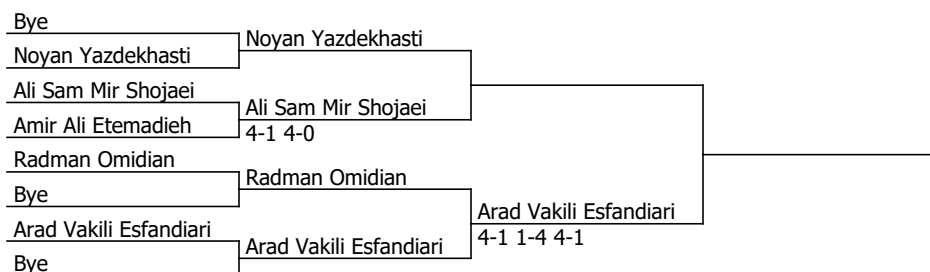 Bye
Noyan Yazdekhasti
Noyan Yazdekhasti
Ali Sam Mir Shojaei
Ali Sam Mir Shojaei
Amir Ali Etemadieh
4-1 4-0
Radman Omidian
Radman Omidian
Bye
Arad Vakili Esfandiari
Arad Vakili Esfandiari
4-1 1-4 4-1
Arad Vakili Esfandiari
Bye